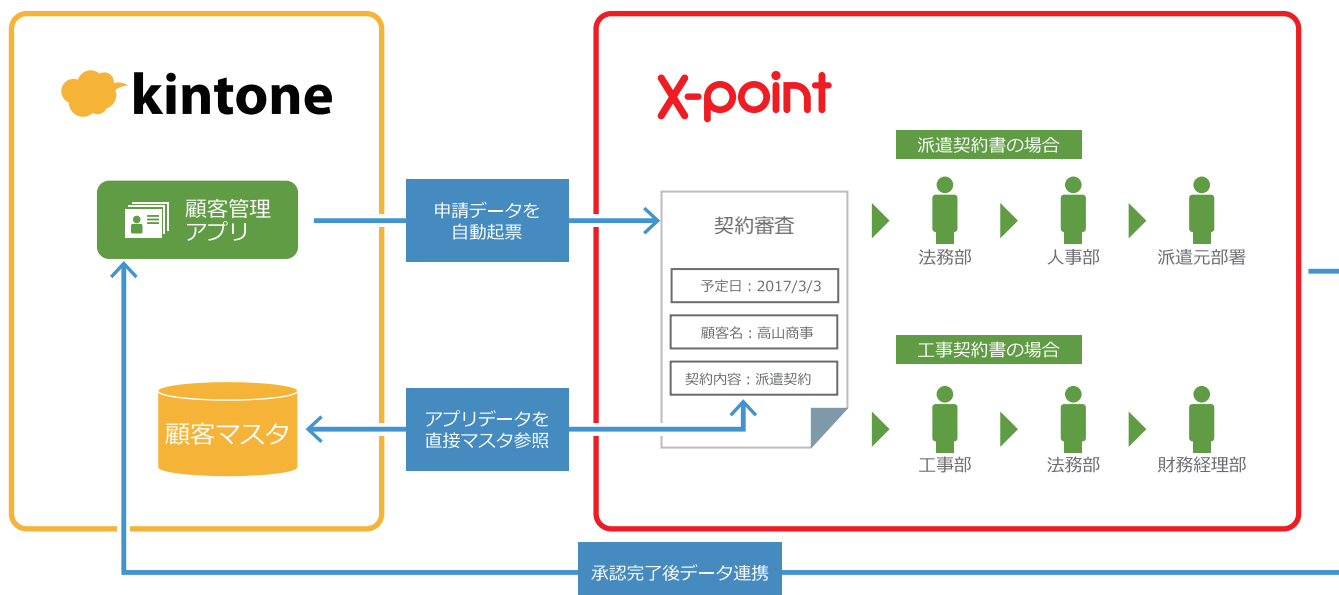 kintone
顧客管理
アプリ
顧客マスタ
申請データを
自動起票
アプリデータを
直接マスタ参照
X-point
契約審査
予定日：2017/3/3
顧客名：高山商事
契約内容：派遣契約
派遣契約書の場合
法務部
人事部
派遣元部署
工事契約書の場合
工事部
法務部
財務経理部
承認完了後データ連携